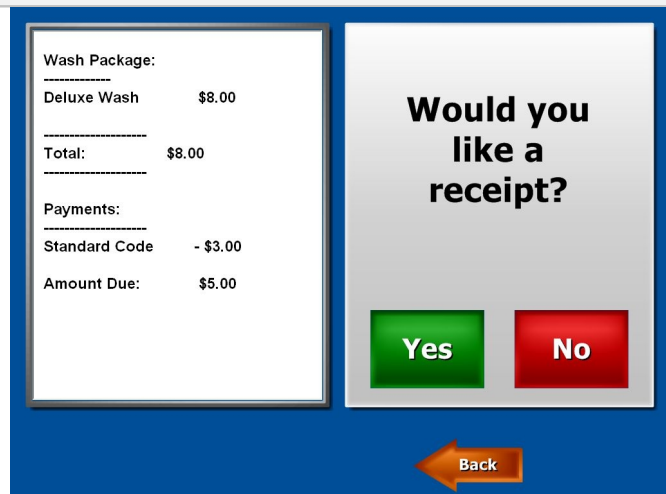 Wash Package:
-------------
Deluxe Wash $8.00
--------------------
Total: $8.00
--------------------
Payments:
--------------------
Standard Code - $3.00
Amount Due: $5.00
Would you
like a
receipt?
Yes No
Back